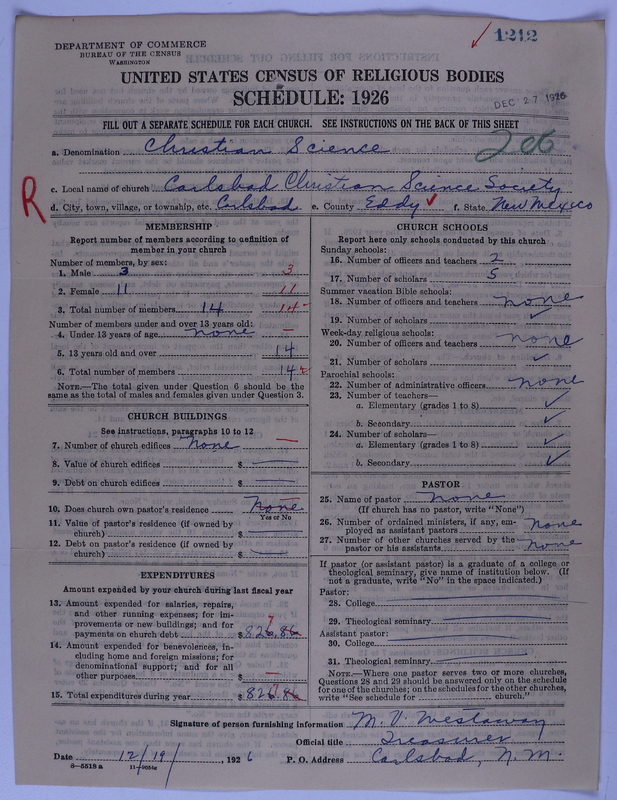 1212
DEPARTMENT OF COMMERCE
BUREAU OF THE CENSUS
WASHINGTON
UNITED STATES CENSUS OF RELIGIOUS BODIES
SCHEDULE: 1926
DEC 27 1926
FILL OUT A SEPARATE SCHEDULE FOR EACH CHURCH. SEE INSTRUCTIONS ON THE BACK OF THIS SHEET
206
a. Denomination Christian Science
R
c. Local name of church Carlsbad Christian Science Society
d. City, town, village, or township, etc. Carlsbad e. County Eddy f. State New Mexico
MEMBERSHIP
Report number of members according to definition of
member in your church
Number of members, by sex:
1. Male 3 3
2. Female 11 11
3. Total number of members 14 14
Number of members under and over 13 years old:
4. Under 13 years of age none —
5. 13 years old and over 14
6. Total number of members 14
NOTE.—The total given under Question 6 should be the
same as the total of males and females given under Question 3.
CHURCH BUILDINGS
See instructions, paragraphs 10 to 12
7. Number of church edifices None —
8. Value of church edifices $ —
9. Debt on church edifices $ —
10. Does church own pastor's residence None
Yes or No
11. Value of pastor's residence (if owned by
church) $ —
12. Debt on pastor's residence (if owned by
church) $ —
EXPENDITURES
Amount expended by your church during last fiscal year
13. Amount expended for salaries, repairs,
and other running expenses; for im-
provements or new buildings; and for
payments on church debt $ 826.86
7
14. Amount expended for benevolences, in-
cluding home and foreign missions; for
denominational support; and for all
other purposes $ —
15. Total expenditures during year $ 826.86
CHURCH SCHOOLS
Report here only schools conducted by this church
Sunday schools:
16. Number of officers and teachers 2
17. Number of scholars 5
Summer vacation Bible schools:
18. Number of officers and teachers none
19. Number of scholars ✓
Week-day religious schools:
20. Number of officers and teachers none
21. Number of scholars ✓
Parochial schools:
22. Number of administrative officers none
23. Number of teachers—
a. Elementary (grades 1 to 8) ✓
b. Secondary ✓
24. Number of scholars—
a. Elementary (grades 1 to 8) ✓
b. Secondary ✓
PASTOR
25. Name of pastor none
(If church has no pastor, write "None")
26. Number of ordained ministers, if any, em-
ployed as assistant pastors none
27. Number of other churches served by the
pastor or his assistants none
If pastor (or assistant pastor) is a graduate of a college or
theological seminary, give name of institution below. (If
not a graduate, write "No" in the space indicated.)
Pastor:
28. College
29. Theological seminary
Assistant pastor:
30. College
31. Theological seminary
NOTE.—Where one pastor serves two or more churches,
Questions 28 and 29 should be answered only on the schedule
for one of the churches; on the schedules for the other churches,
write "See schedule for church."
Signature of person furnishing information M. V. Westaway
Official title Treasurer
Date 12/19/, 1926 P. O. Address Carlsbad, N. M.
8—5518 a 11—9034c